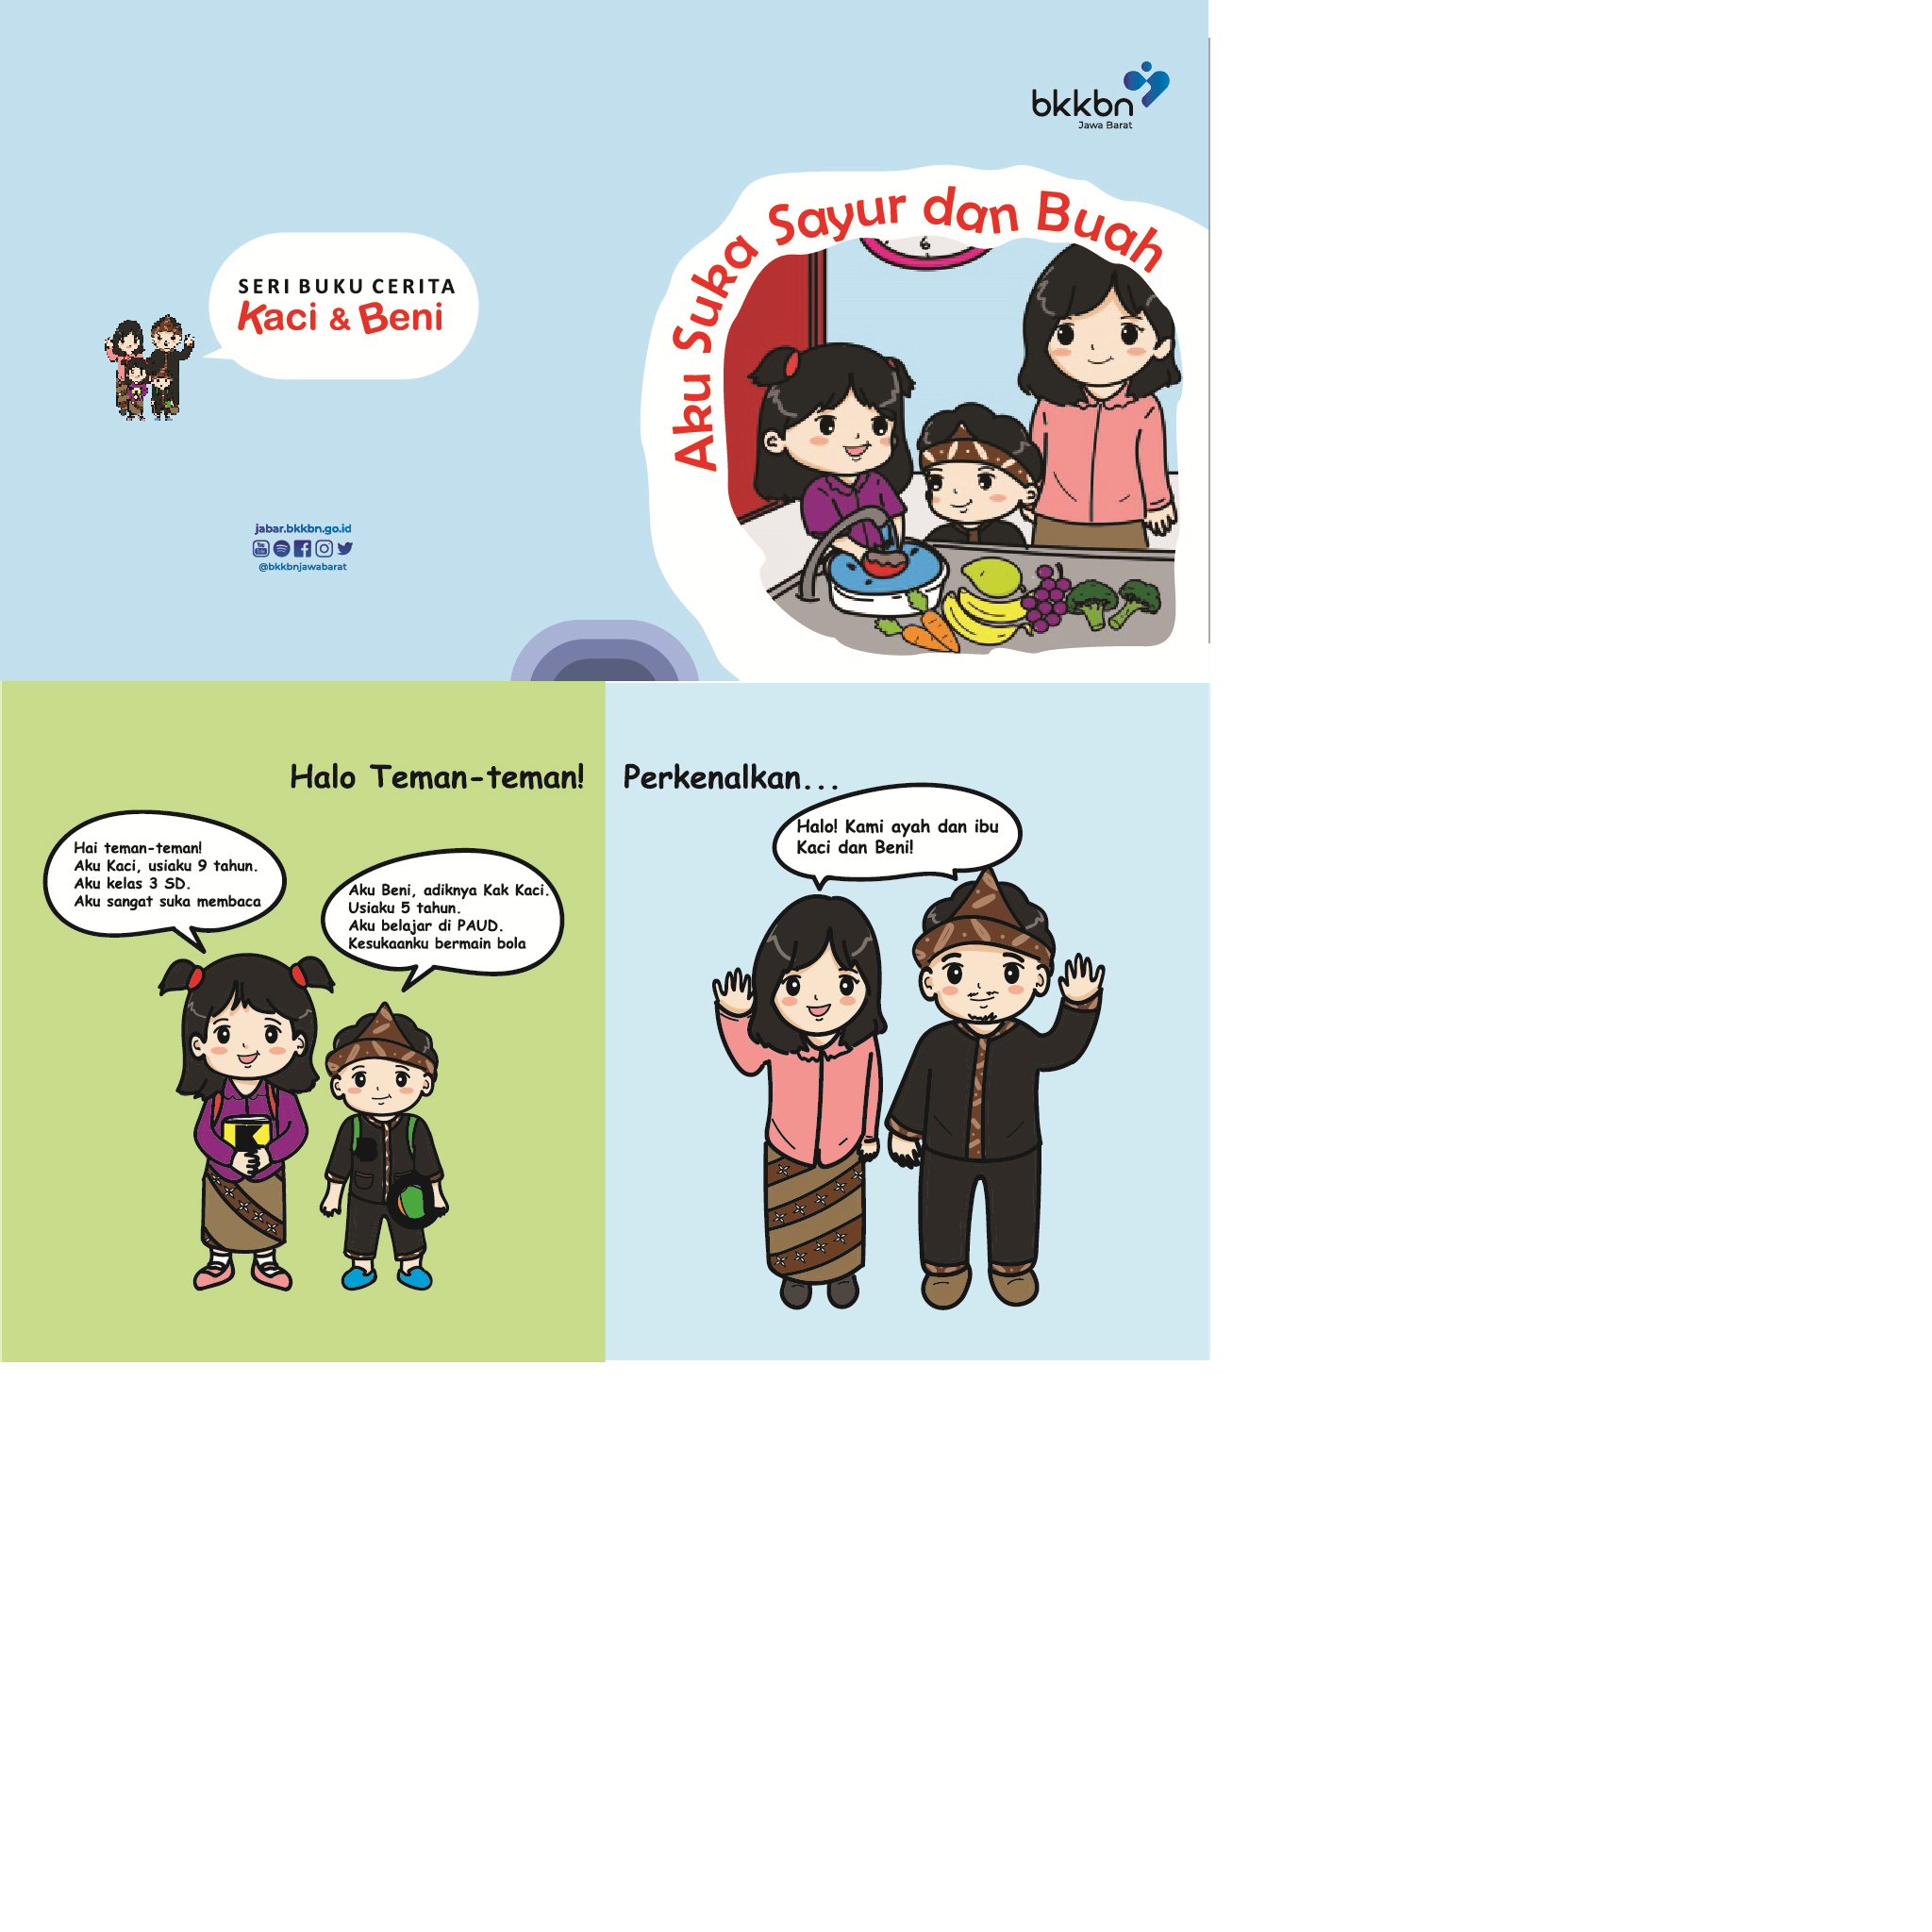 bkkbn
Jawa Barat
Aku Suka Sayur dan Buah
6
SERI BUKU CERITA
Kaci & Beni
jabar.bkkbn.go.id
You
Tube
@bkkbnjawabarat
Halo Teman-teman!
Hai teman-teman!
Aku Kaci, usiaku 9 tahun.
Aku kelas 3 SD.
Aku sangat suka membaca
Aku Beni, adiknya Kak Kaci.
Usiaku 5 tahun.
Aku belajar di PAUD.
Kesukaanku bermain bola
Perkenalkan...
Halo! Kami ayah dan ibu
Kaci dan Beni!